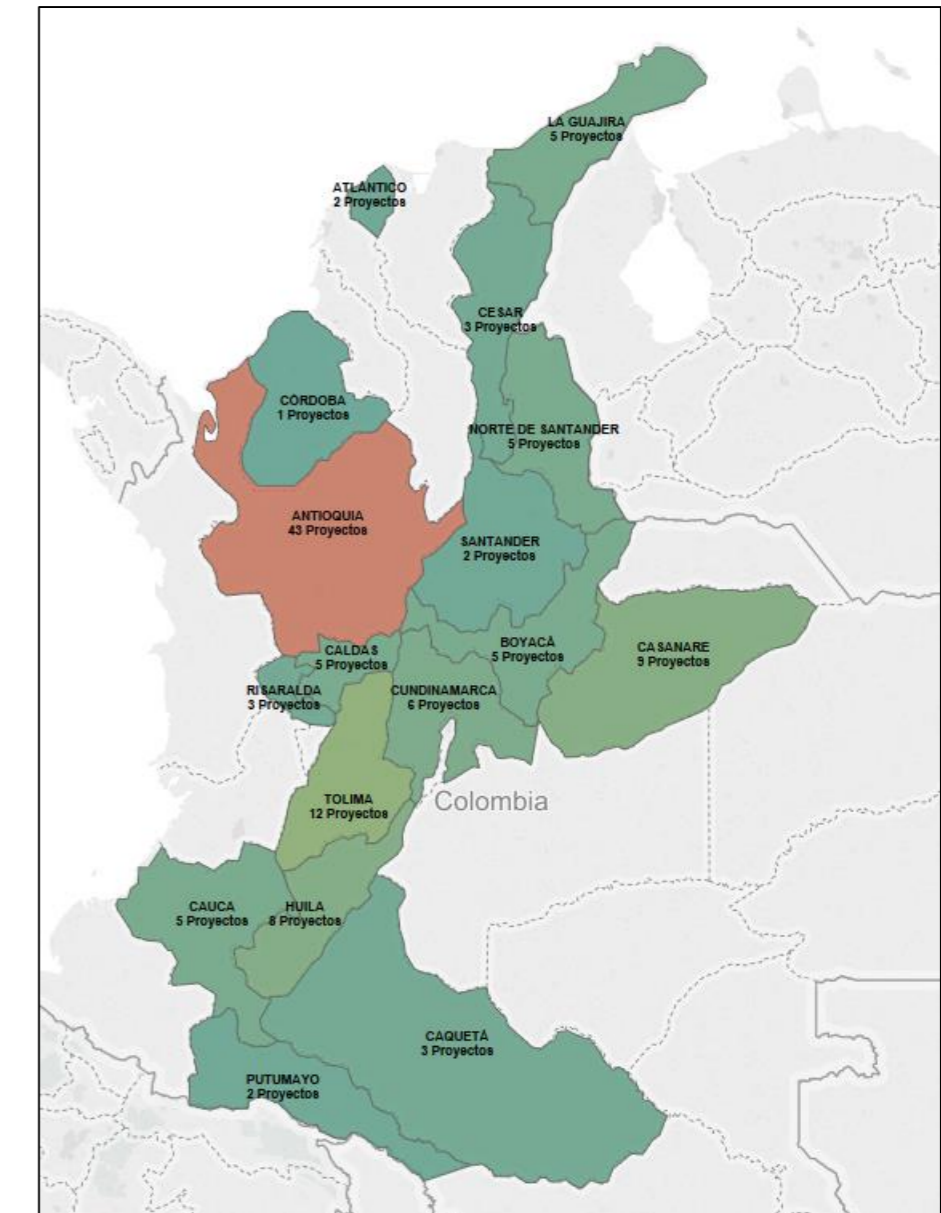 LA GUAJIRA
5 Proyectos
ATLÁNTICO
2 Proyectos
CESAR
3 Proyectos
CÓRDOBA
1 Proyectos
NORTE DE SANTANDER
5 Proyectos
ANTIOQUIA
43 Proyectos
SANTANDER
2 Proyectos
BOYACÁ
5 Proyectos
CASANARE
9 Proyectos
CALDAS
5 Proyectos
RISARALDA
3 Proyectos
CUNDINAMARCA
6 Proyectos
TOLIMA
12 Proyectos
Colombia
CAUCA
5 Proyectos
HUILA
8 Proyectos
CAQUETÁ
3 Proyectos
PUTUMAYO
2 Proyectos